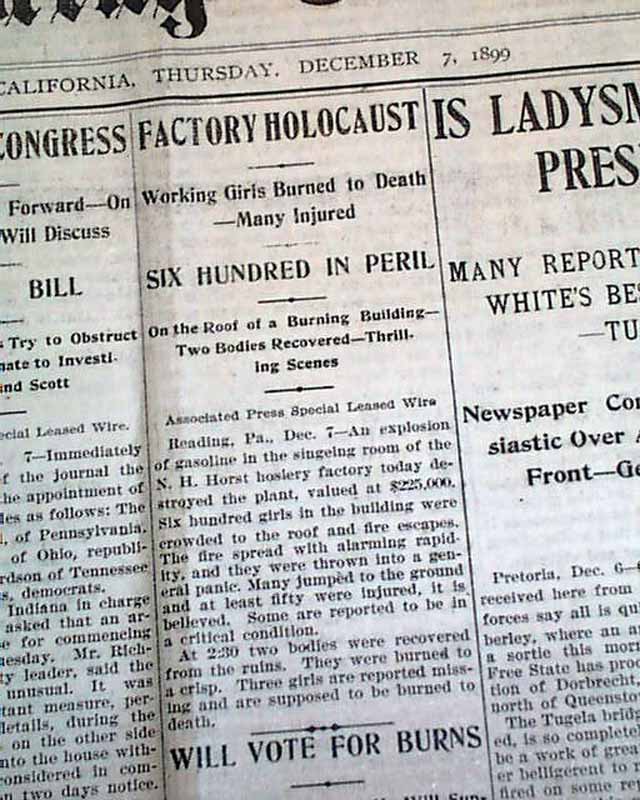 CALIFORNIA, THURSDAY, DECEMBER 7, 1899
CONGRESS
Forward—On
Will Discuss
BILL
Try to Obstruct
nate to Investi-
and Scott
ecial Leased Wire.
7—Immediately
of the journal the
he appointment of
les as follows: The
, of Pennsylvania.
of Ohio, republi-
rdson of Tennessee
s, democrats.
Indiana in charge
asked that an ar-
e for commencing
uesday. Mr. Rich-
ty leader, said the
unusual. It was
tant measure, per-
details, during the
on the other side
nto the house with-
considered in com-
n two days notice.
FACTORY HOLOCAUST
Working Girls Burned to Death
—Many Injured
SIX HUNDRED IN PERIL
On the Roof of a Burning Building—
Two Bodies Recovered—Thrill-
ing Scenes
Associated Press Special Leased Wire
Reading, Pa., Dec. 7—An explosion
of gasoline in the singeing room of the
N. H. Horst hosiery factory today de-
stroyed the plant, valued at $225,000.
Six hundred girls in the building were
crowded to the roof and fire escapes.
The fire spread with alarming rapid-
ity, and they were thrown into a gen-
eral panic. Many jumped to the ground
and at least fifty were injured, it is
believed. Some are reported to be in
a critical condition.
At 2:30 two bodies were recovered
from the ruins. They were burned to
a crisp. Three girls are reported miss-
ing and are supposed to be burned to
death.
WILL VOTE FOR BURNS
IS LADYSM
PRES
MANY REPORT
WHITE'S BES
—TU
Newspaper Cor
siastic Over A
Front—Ge
Pretoria, Dec. 6—
received here from
forces say all is qu
berley, where an a
a sortie this morn
Free State has pro
tion of Dorbrecht,
north of Queensto
The Tugela bridg
ed, is so complete
be a work of great
er belligerent to r
fired on some rep